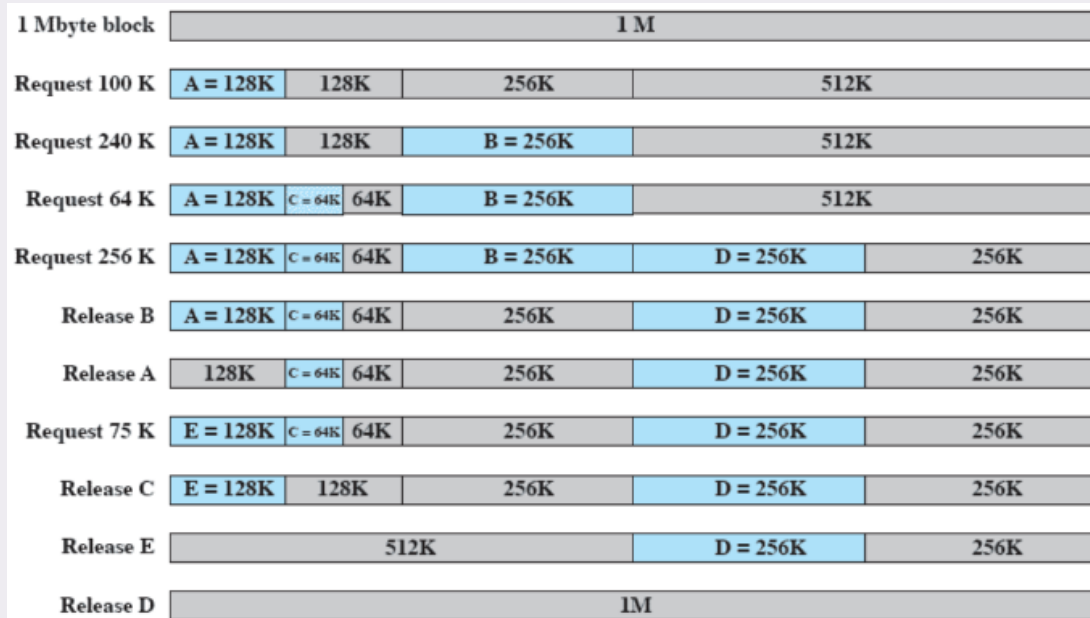 1 Mbyte block 1 M
Request 100 K A = 128K 128K 256K 512K
Request 240 K A = 128K 128K B = 256K 512K
Request 64 K A = 128K C = 64K 64K B = 256K 512K
Request 256 K A = 128K C = 64K 64K B = 256K D = 256K 256K
Release B A = 128K C = 64K 64K 256K D = 256K 256K
Release A 128K C = 64K 64K 256K D = 256K 256K
Request 75 K E = 128K C = 64K 64K 256K D = 256K 256K
Release C E = 128K 128K 256K D = 256K 256K
Release E 512K D = 256K 256K
Release D 1M